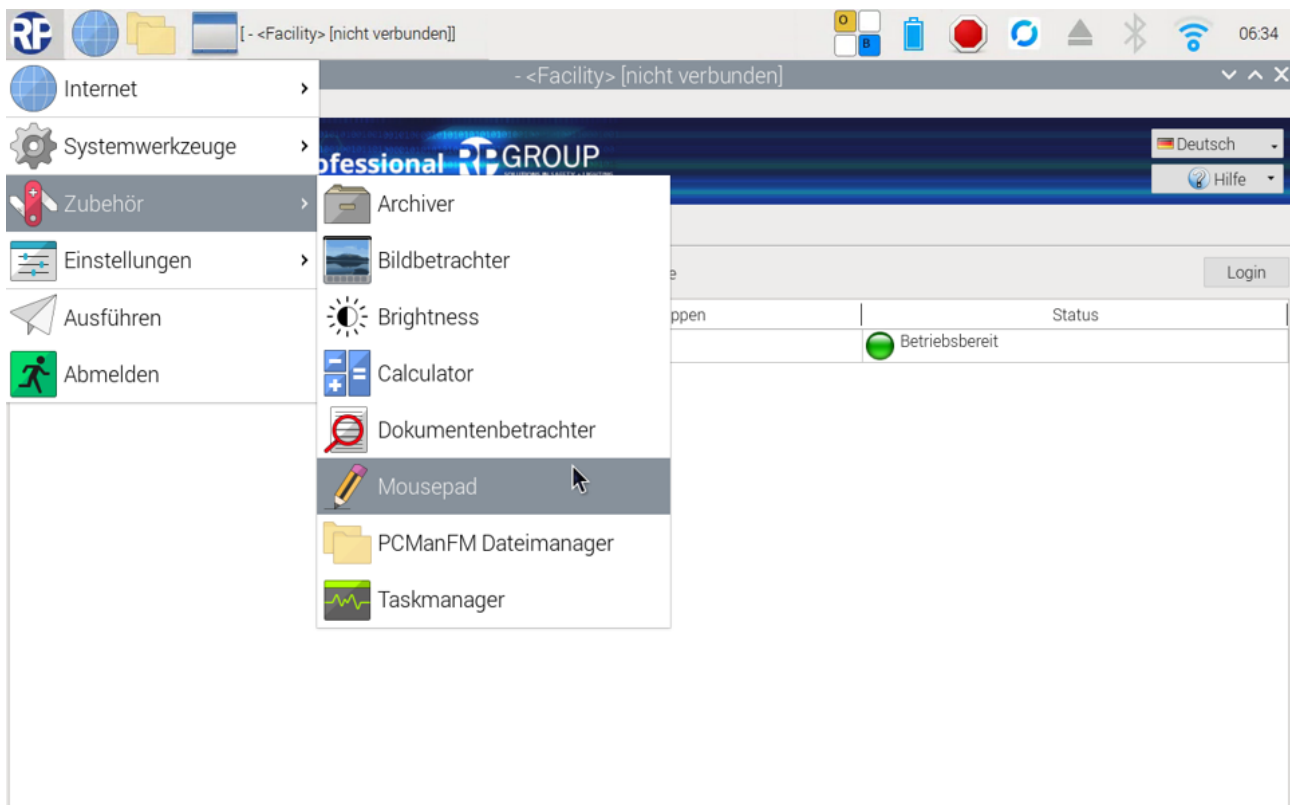 RP
[ - <Facility> [nicht verbunden]]
O
B
06:34
- <Facility> [nicht verbunden]
Internet
Systemwerkzeuge
Zubehör
Einstellungen
Ausführen
Abmelden
ofessional RP GROUP
Deutsch
Hilfe
Archiver
Bildbetrachter
Brightness
Calculator
Dokumentenbetrachter
Mousepad
PCManFM Dateimanager
Taskmanager
e
Login
ppen
Status
Betriebsbereit